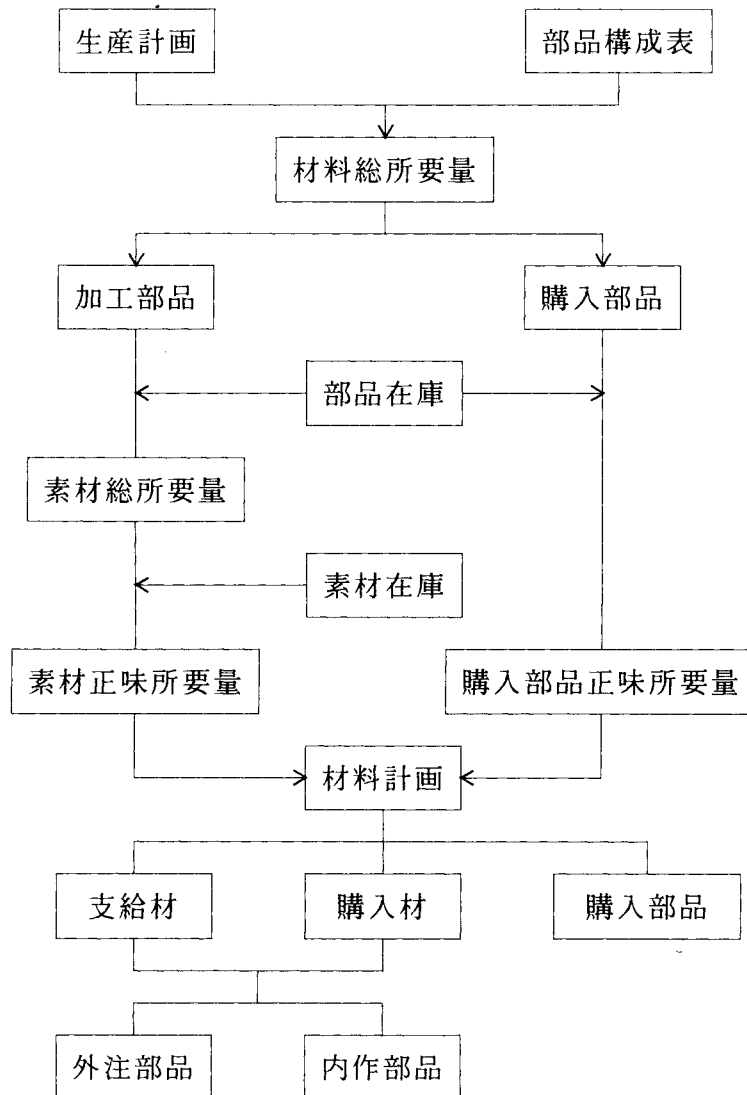 生産計画
部品構成表
材料総所要量
加工部品
購入部品
部品在庫
素材総所要量
素材在庫
素材正味所要量
購入部品正味所要量
材料計画
支給材
購入材
購入部品
外注部品
内作部品